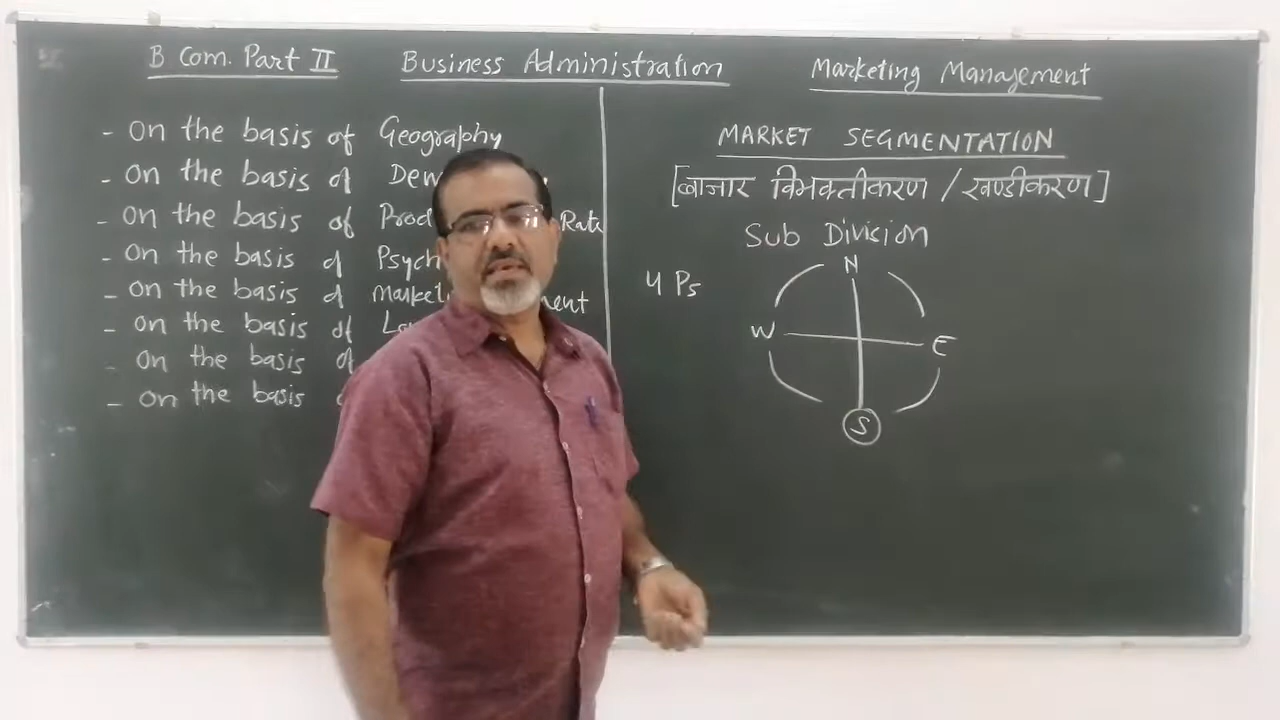 B Com. Part II
Business Administration
Marketing Management
- On the basis of Geography
- On the basis of
- On the basis of Rate
- On the basis of
- On the basis of
- On the basis of
- On the basis of
- On the basis
MARKET SEGMENTATION
[बाजार विभक्तीकरण / खण्डीकरण]
Sub Division
4 Ps
N
W E
S